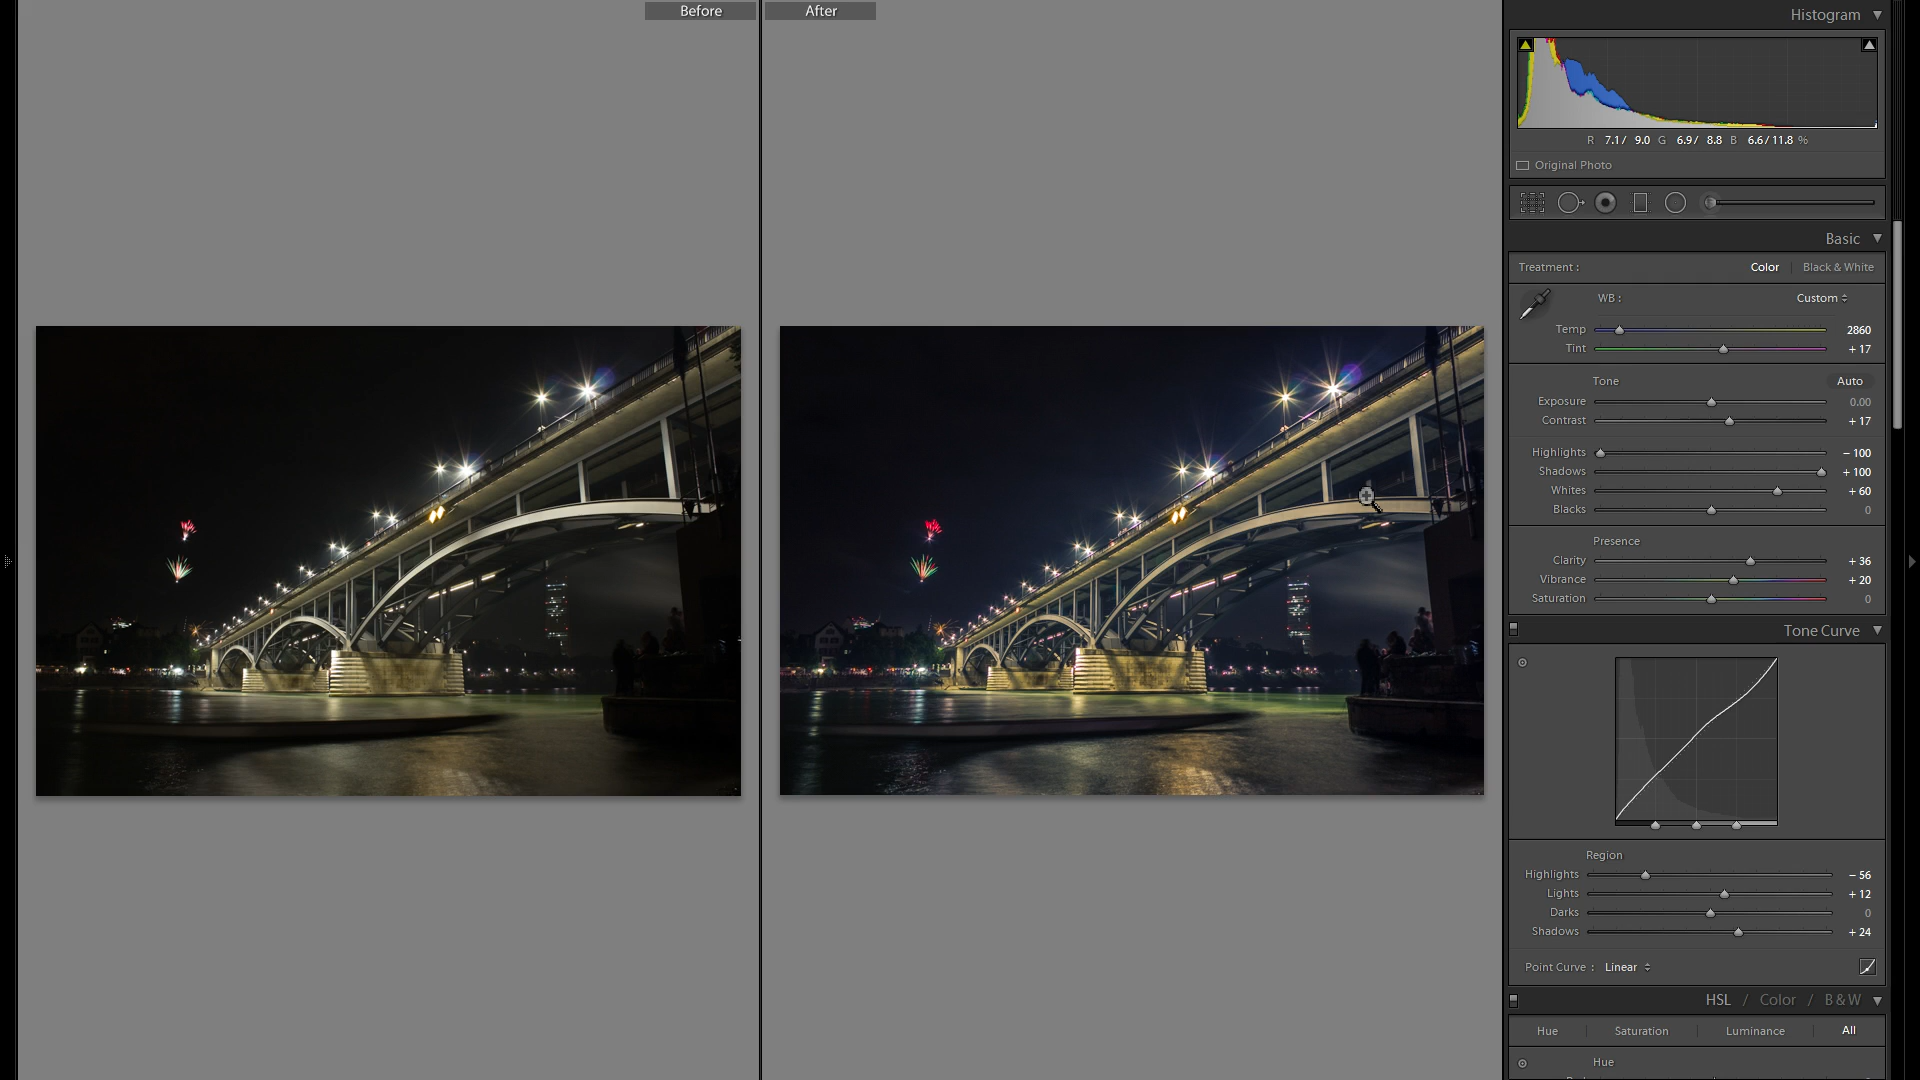 Before
After
Histogram
R 7.1 / 9.0 G 6.9 / 8.8 B 6.6 / 11.8 %
Original Photo
Basic
Treatment : Color Black & White
WB : Custom
Temp 2860
Tint + 17
Tone Auto
Exposure 0.00
Contrast + 17
Highlights − 100
Shadows + 100
Whites + 60
Blacks 0
Presence
Clarity + 36
Vibrance + 20
Saturation 0
Tone Curve
Region
Highlights − 56
Lights + 12
Darks 0
Shadows + 24
Point Curve : Linear
HSL / Color / B & W
Hue Saturation Luminance All
Hue